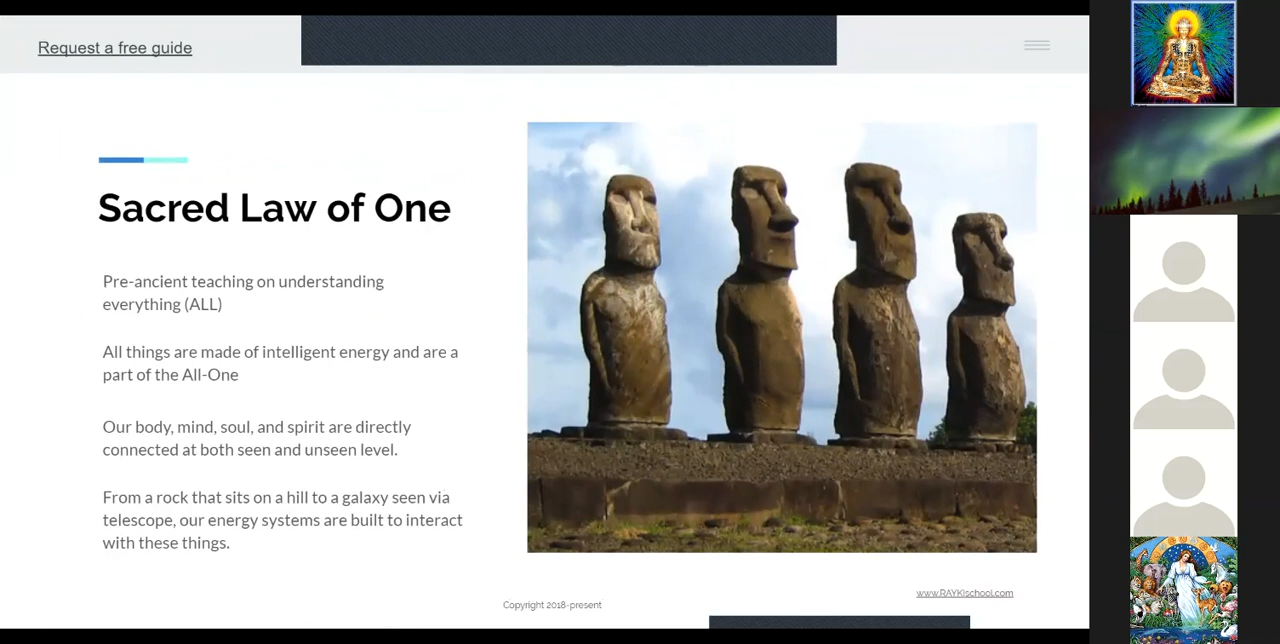 Request a free guide
Sacred Law of One
Pre-ancient teaching on understanding
everything (ALL)
All things are made of intelligent energy and are a
part of the All-One
Our body, mind, soul, and spirit are directly
connected at both seen and unseen level.
From a rock that sits on a hill to a galaxy seen via
telescope, our energy systems are built to interact
with these things.
www.RAYKIschool.com
Copyright 2018-present